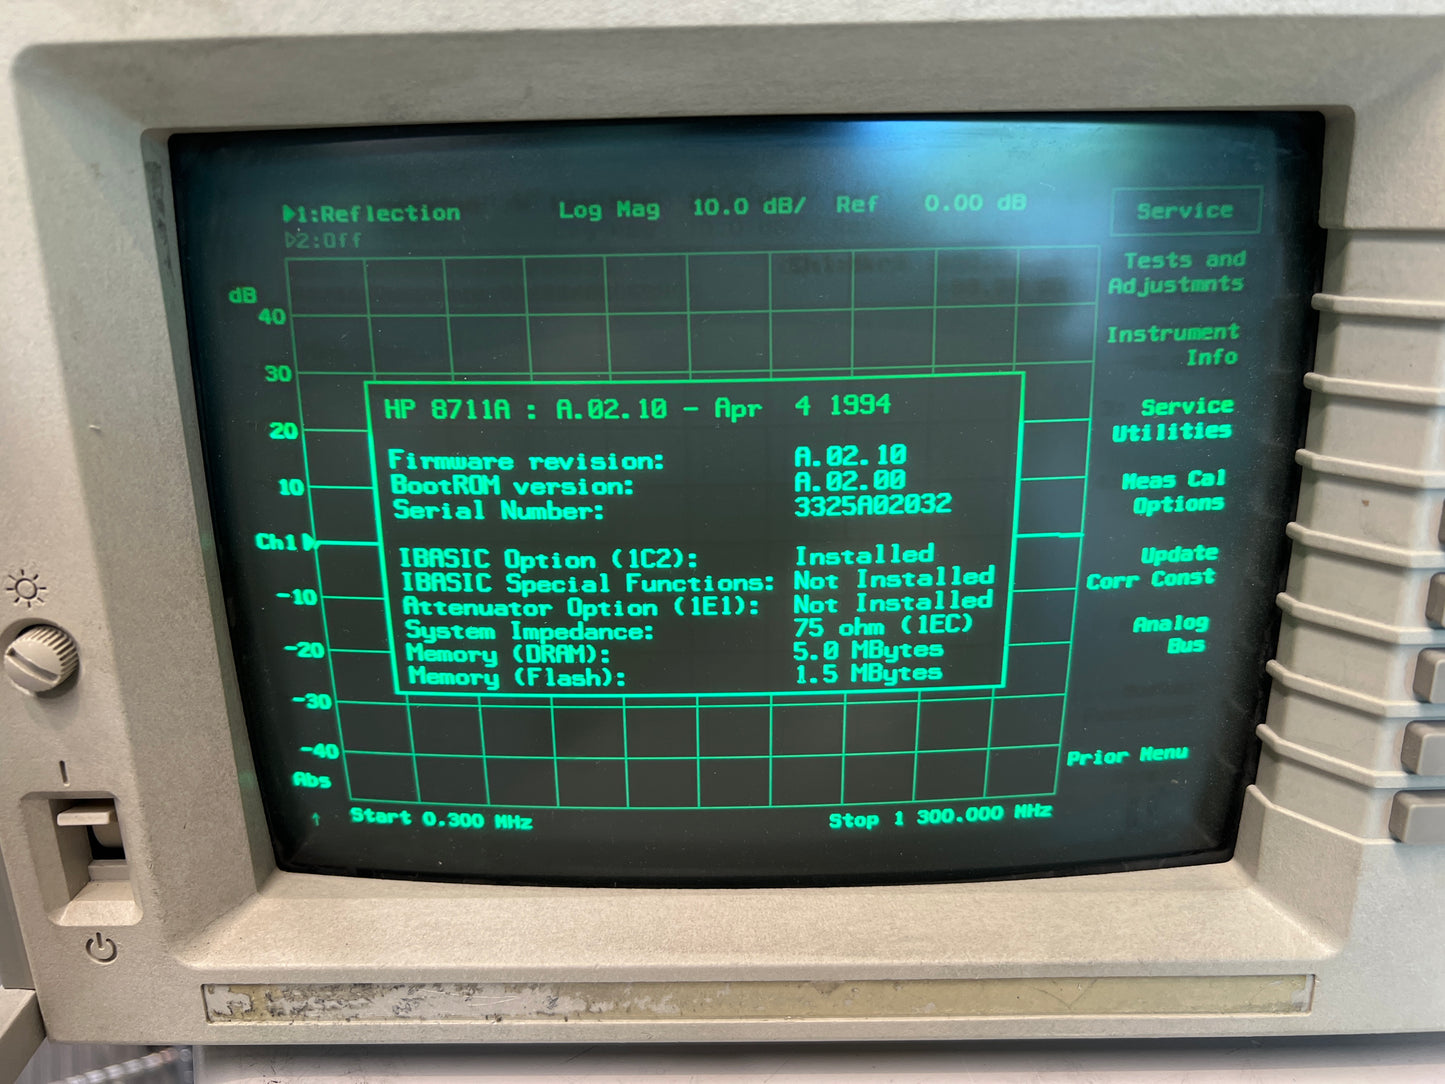 ▶1:Reflection Log Mag 10.0 dB/ Ref 0.00 dB
▷2:Off
Service
Tests and
Adjustmnts
Instrument
Info
Service
Utilities
Meas Cal
Options
Update
Corr Const
Analog
Bus
Prior Menu
dB
40
30
20
10
Ch1▶
-10
-20
-30
-40
Abs
HP 8711A : A.02.10 - Apr 4 1994
Firmware revision: A.02.10
BootROM version: A.02.00
Serial Number: 3325A02032
IBASIC Option (1C2): Installed
IBASIC Special Functions: Not Installed
Attenuator Option (1E1): Not Installed
System Impedance: 75 ohm (1EC)
Memory (DRAM): 5.0 MBytes
Memory (Flash): 1.5 MBytes
↑ Start 0.300 MHz Stop 1 300.000 MHz